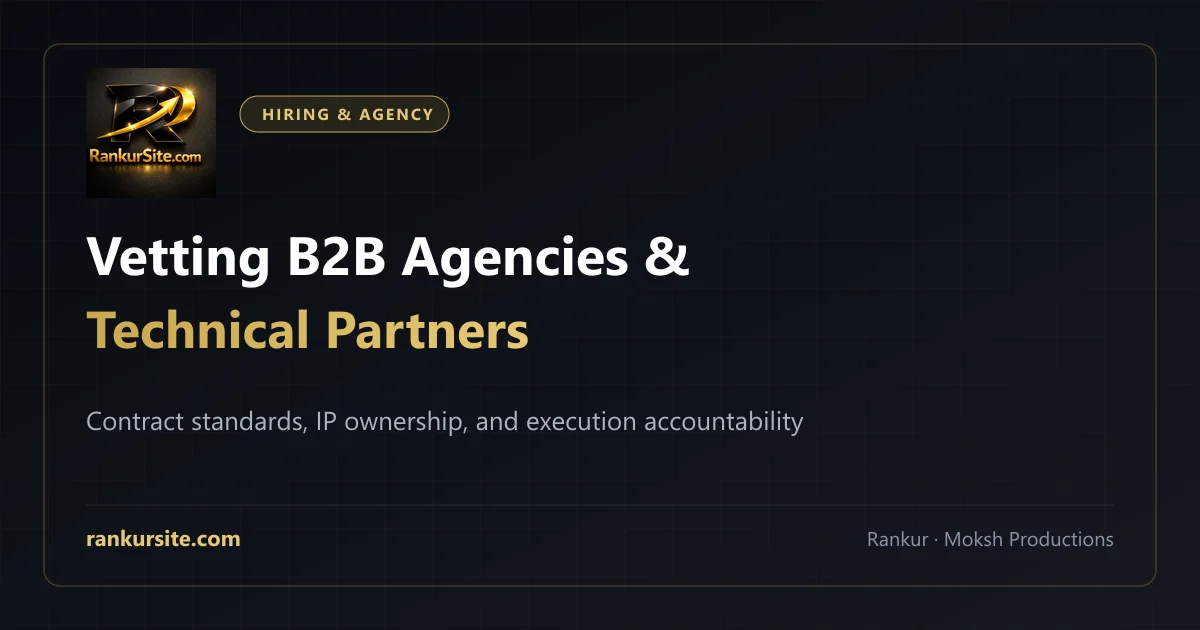 RankurSite.com
HIRING & AGENCY
Vetting B2B Agencies &
Technical Partners
Contract standards, IP ownership, and execution accountability
rankursite.com
Rankur · Moksh Productions